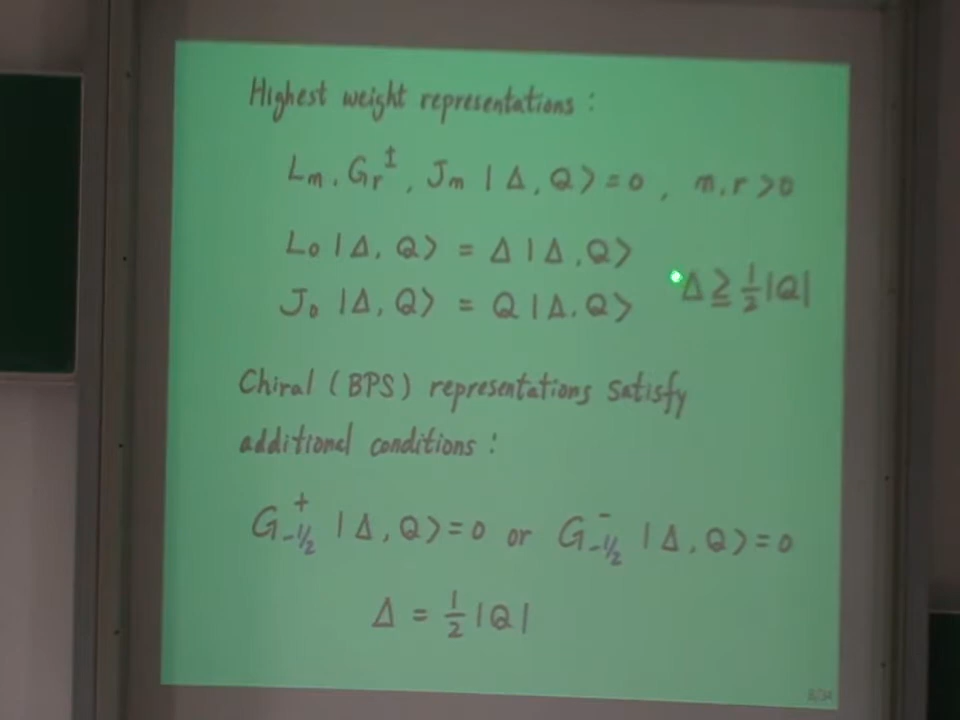 Highest weight representations :
Lm, Gr±, Jm |Δ, Q⟩ = 0, m, r > 0
L0 |Δ, Q⟩ = Δ |Δ, Q⟩
Δ ≥ 1/2 |Q|
J0 |Δ, Q⟩ = Q |Δ, Q⟩
Chiral (BPS) representations satisfy
additional conditions :
G+-1/2 |Δ, Q⟩ = 0 or G--1/2 |Δ, Q⟩ = 0
Δ = 1/2 |Q|